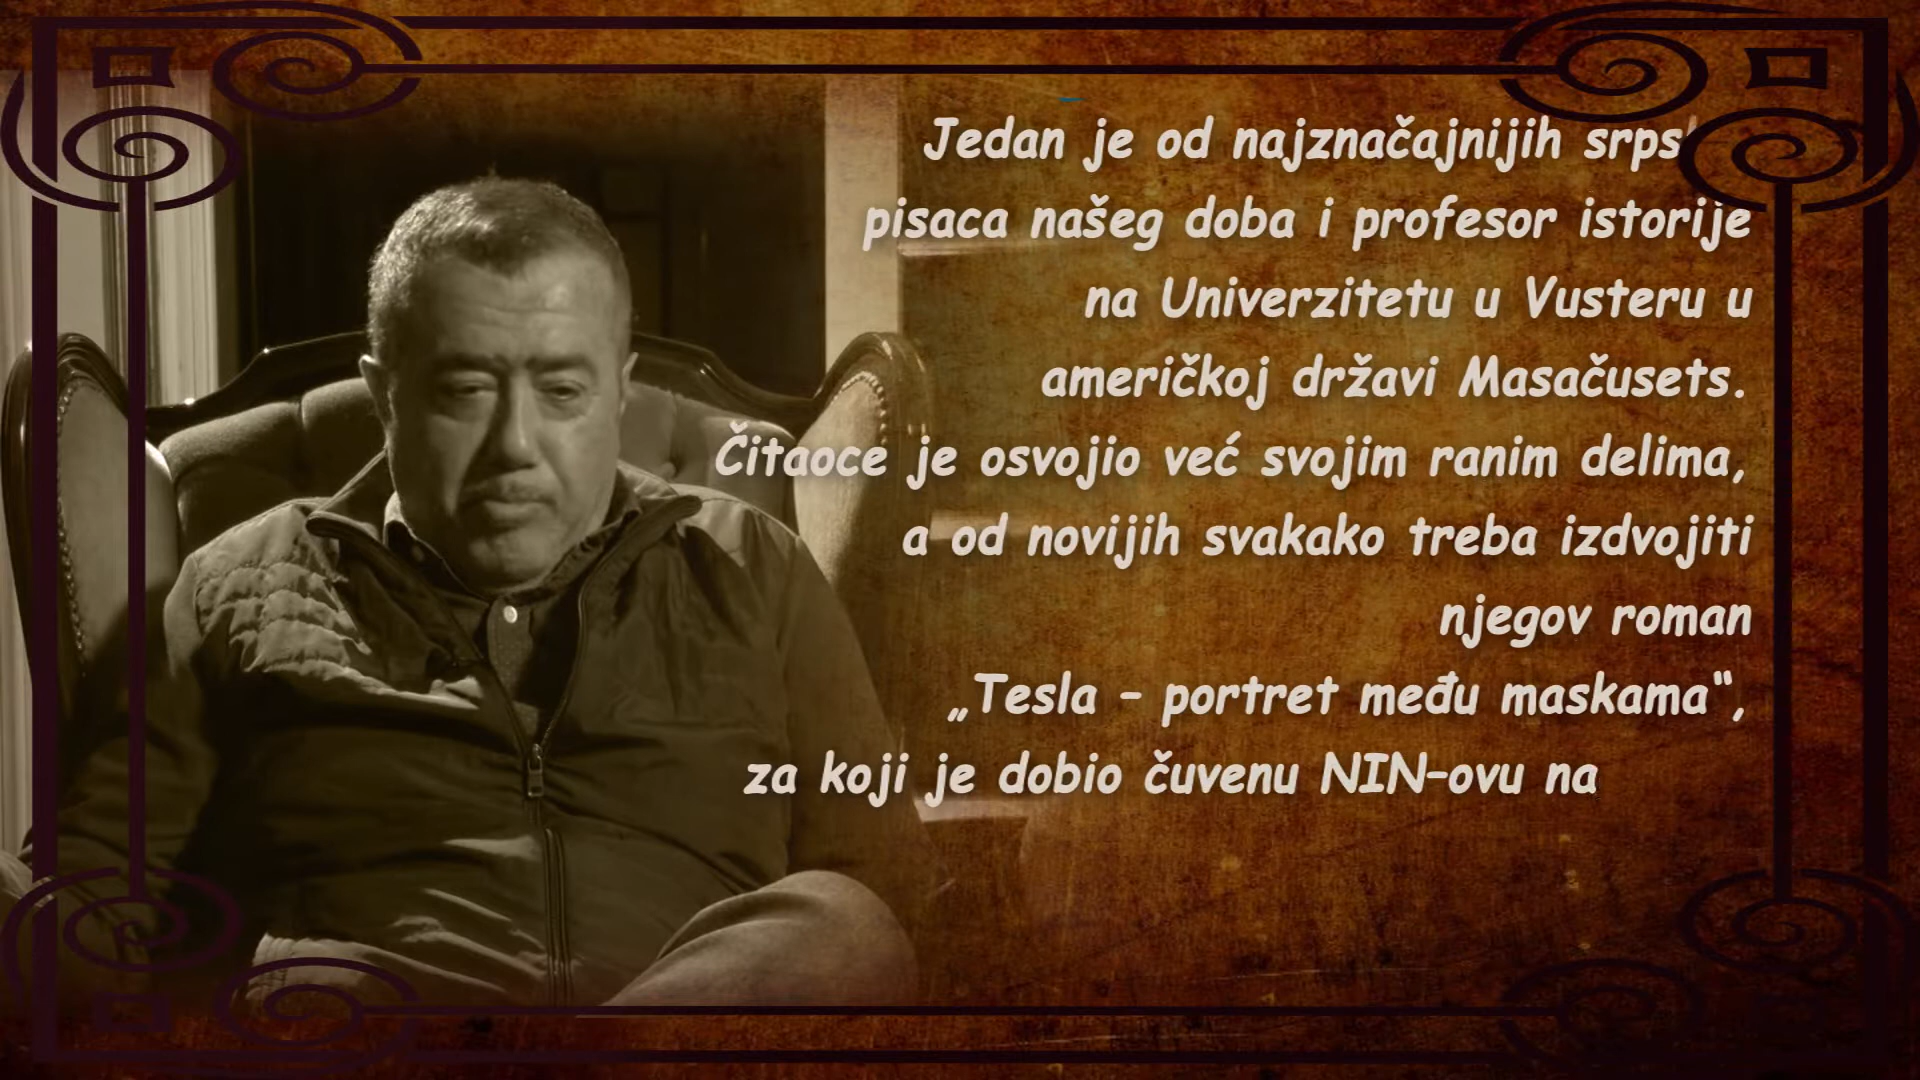 Jedan je od najznačajnijih
pisaca našeg doba i profesor istorije
na Univerzitetu u Vusteru u
američkoj državi Masačusets.
Čitaoce je osvojio već svojim ranim delima,
a od novijih svakako treba izdvojiti
njegov roman
„Tesla – portret među maskama“,
za koji je dobio čuvenu NIN–ovu na